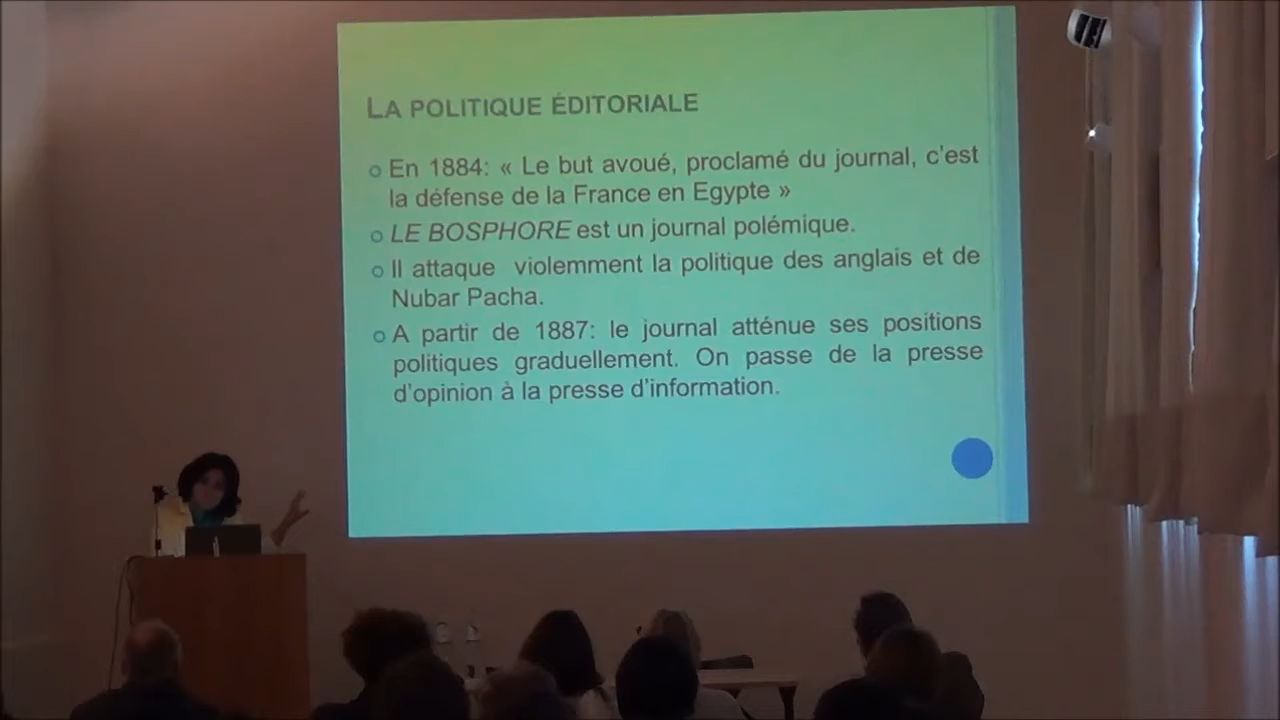 LA POLITIQUE ÉDITORIALE
En 1884: « Le but avoué, proclamé du journal, c'est
la défense de la France en Egypte »
LE BOSPHORE est un journal polémique.
Il attaque violemment la politique des anglais et de
Nubar Pacha.
A partir de 1887: le journal atténue ses positions
politiques graduellement. On passe de la presse
d'opinion à la presse d'information.